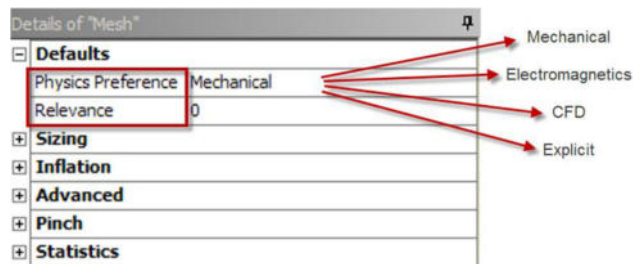 Details of "Mesh"
Defaults
Physics Preference Mechanical
Relevance 0
Sizing
Inflation
Advanced
Pinch
Statistics
Mechanical
Electromagnetics
CFD
Explicit